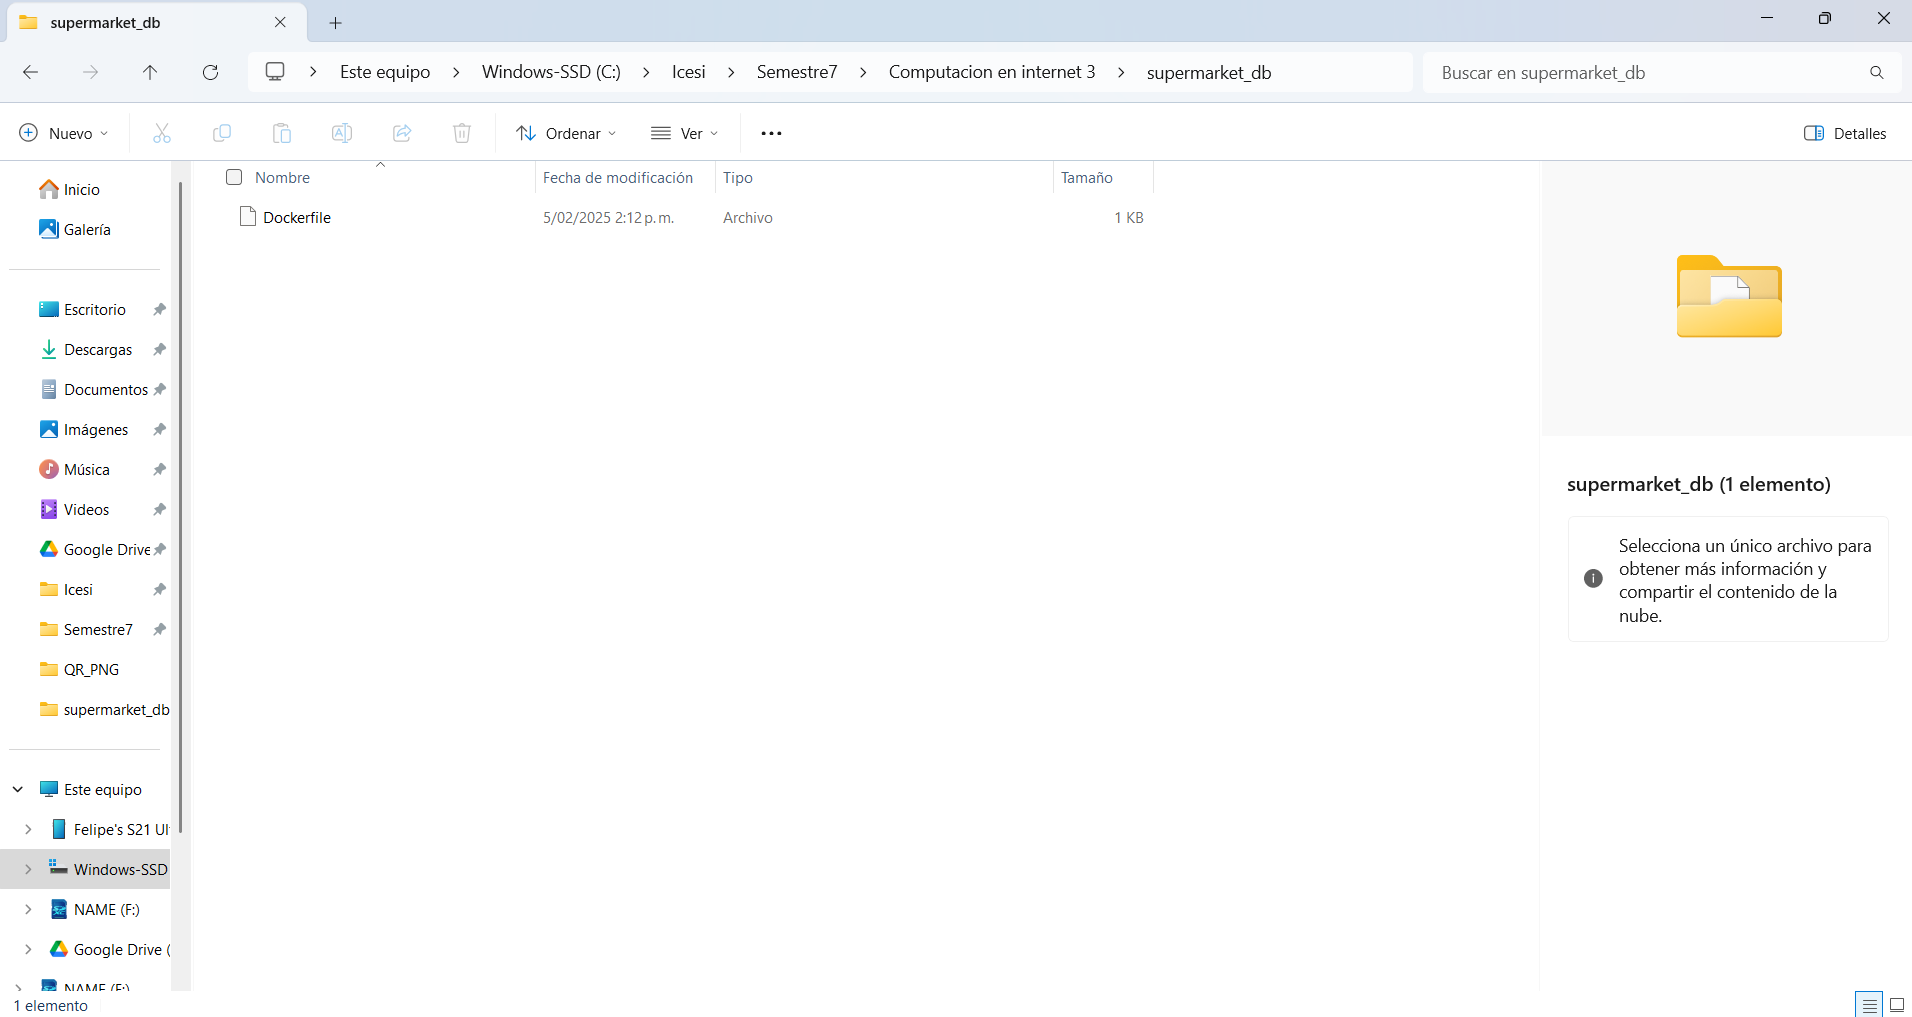 supermarket_db
Este equipo > Windows-SSD (C:) > Icesi > Semestre7 > Computacion en internet 3 > supermarket_db
Buscar en supermarket_db
Nuevo
Ordenar
Ver
Detalles
Nombre
Fecha de modificación
Tipo
Tamaño
Dockerfile
5/02/2025 2:12 p. m.
Archivo
1 KB
Inicio
Galería
Escritorio
Descargas
Documentos
Imágenes
Música
Videos
Google Drive
Icesi
Semestre7
QR_PNG
supermarket_db
Este equipo
Felipe's S21 Ul
Windows-SSD
NAME (F:)
Google Drive (
NAME (F:)
1 elemento
supermarket_db (1 elemento)
Selecciona un único archivo para
obtener más información y
compartir el contenido de la
nube.